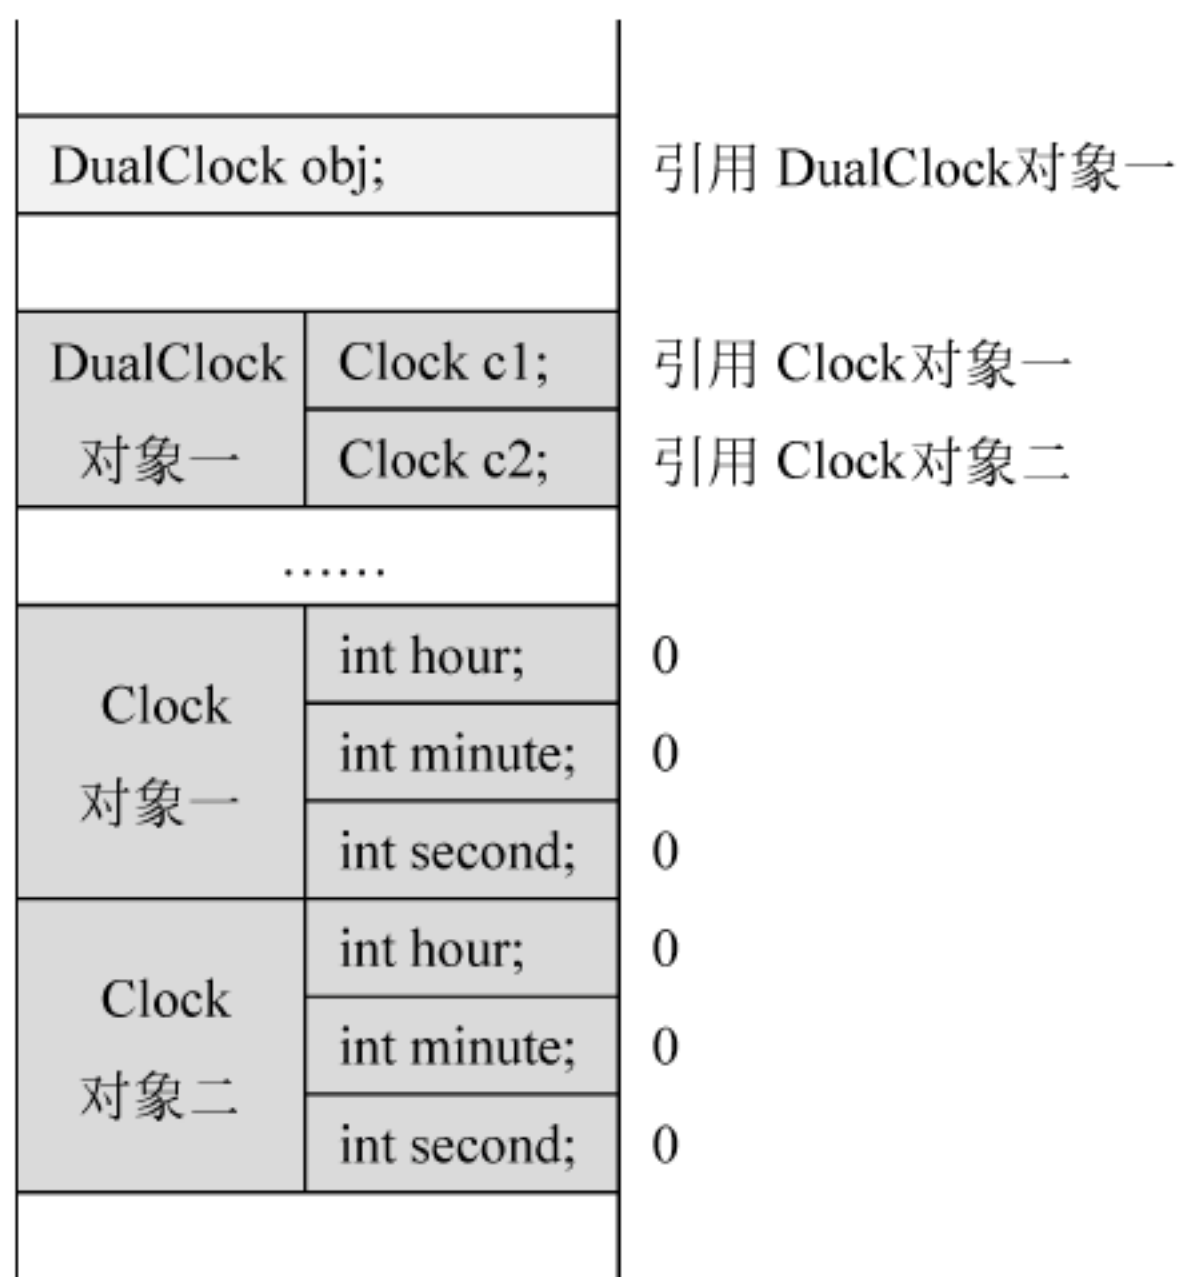 DualClock obj; 引用 DualClock对象一
DualClock Clock c1; 引用 Clock对象一
对象一 Clock c2; 引用 Clock对象二
……
int hour; 0
Clock
int minute; 0
对象一
int second; 0
int hour; 0
Clock
int minute; 0
对象二
int second; 0